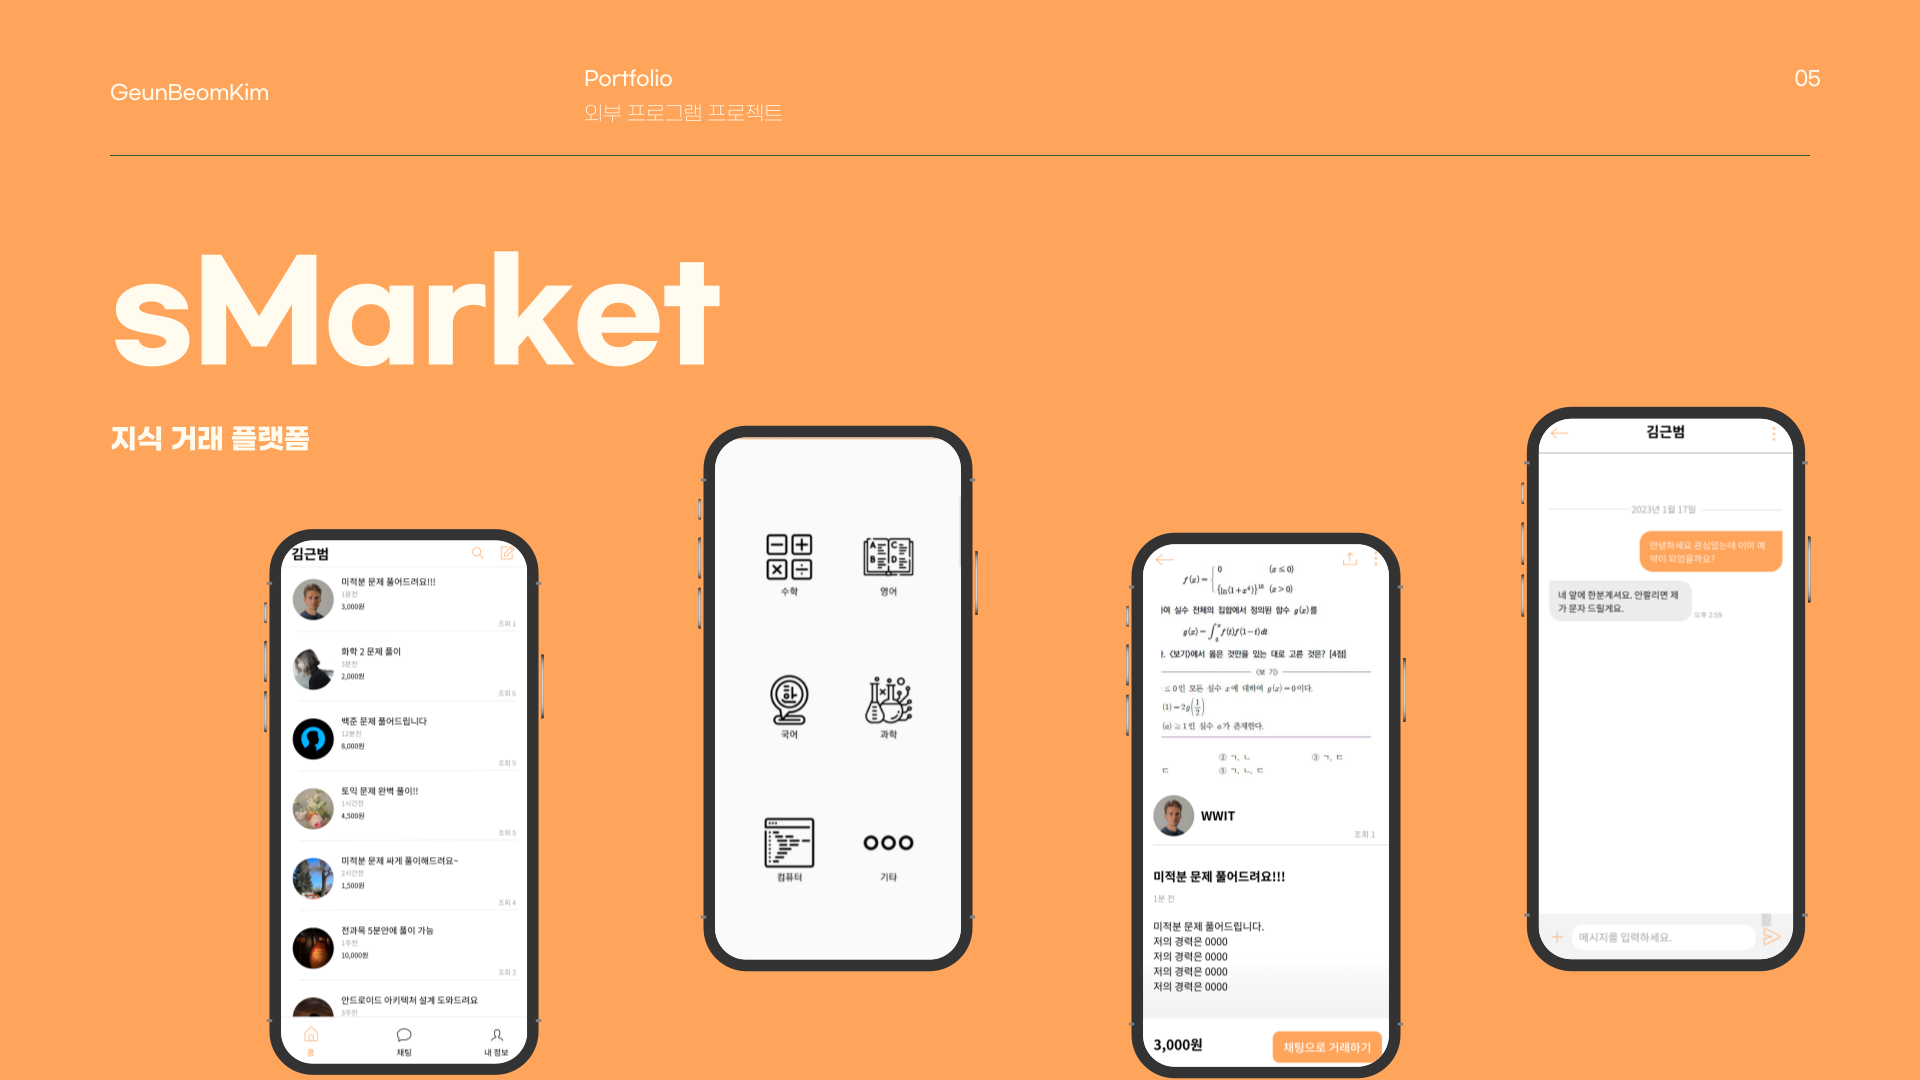 GeunBeomKim
Portfolio
외부 프로그램 프로젝트
05
sMarket
지식 거래 플랫폼
김근범
미적분 문제 풀어드려요!!!
1분전
3,000원
조회 1
화학 2 문제 풀이
3분전
2,000원
조회 6
백준 문제 풀어드립니다
12분전
8,000원
조회 9
토익 문제 완벽 풀이!!
1시간전
4,500원
조회 5
미적분 문제 싸게 풀이해드려요~
2시간전
1,500원
조회 4
전과목 5분안에 풀이 가능
1주전
10,000원
조회 3
안드로이드 아키텍처 설계 도와드려요
3주전
홈
채팅
내 정보
A B C D
수학
영어
한
국어
과학
컴퓨터
기타
f(x) = { 0 (x ≤ 0)
{ln(1+x⁴)}¹⁰ (x > 0)
하여 실수 전체의 집합에서 정의된 함수 g(x)를
g(x) = ∫₀ˣ f(t)f(1-t)dt
다. <보기>에서 옳은 것만을 있는 대로 고른 것은? [4점]
<보 기>
≤ 0인 모든 실수 x에 대하여 g(x) = 0이다.
(1) = 2g(1/2)
(a) ≥ 1인 실수 a가 존재한다.
② ㄱ, ㄴ ③ ㄱ, ㄷ
ㄷ ⑤ ㄱ, ㄴ, ㄷ
WWIT
조회 1
미적분 문제 풀어드려요!!!
1분 전
미적분 문제 풀어드립니다.
저의 경력은 0000
저의 경력은 0000
저의 경력은 0000
저의 경력은 0000
3,000원
채팅으로 거래하기
김근범
2023년 1월 17일
안녕하세요 관심있는데 이미 예
약이 되었을까요?
네 앞에 한분계셔요. 안팔리면 제
가 문자 드릴게요.
오후 2:59
메시지를 입력하세요.